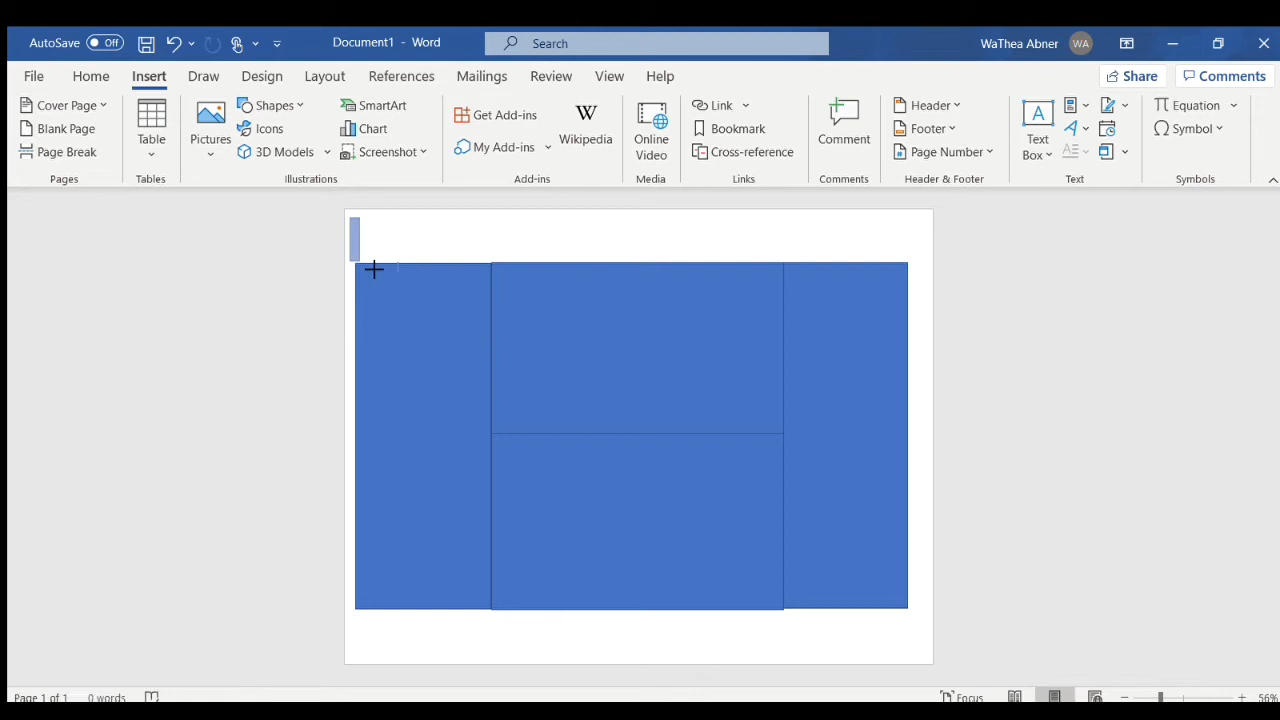 AutoSave Off Document1 - Word Search WaThea Abner WA
File Home Insert Draw Design Layout References Mailings Review View Help Share Comments
Cover Page Shapes SmartArt Get Add-ins Link Header Equation
Blank Page Icons Chart Bookmark Footer Symbol
Page Break Table Pictures 3D Models Screenshot My Add-ins W Wikipedia Online Video Cross-reference Comment Page Number A Text Box
Pages Tables Illustrations Add-ins Media Links Comments Header & Footer Text Symbols
Page 1 of 1 0 words Focus 56%